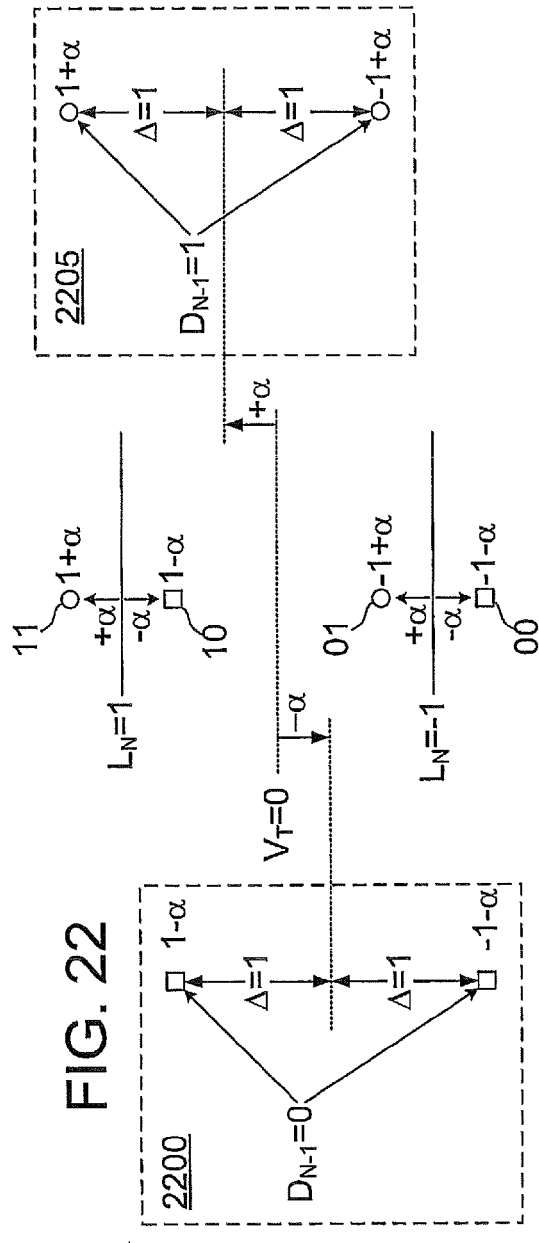 FIG. 22
2200
D_{N-1}=0
1-α
Δ=1
Δ=1
-1-α
V_T=0
-α
L_N=1
11
1+α
+α
-α
1-α
10
L_N=-1
01
-1+α
+α
-α
-1-α
00
+α
2205
D_{N-1}=1
1+α
Δ=1
Δ=1
-1+α